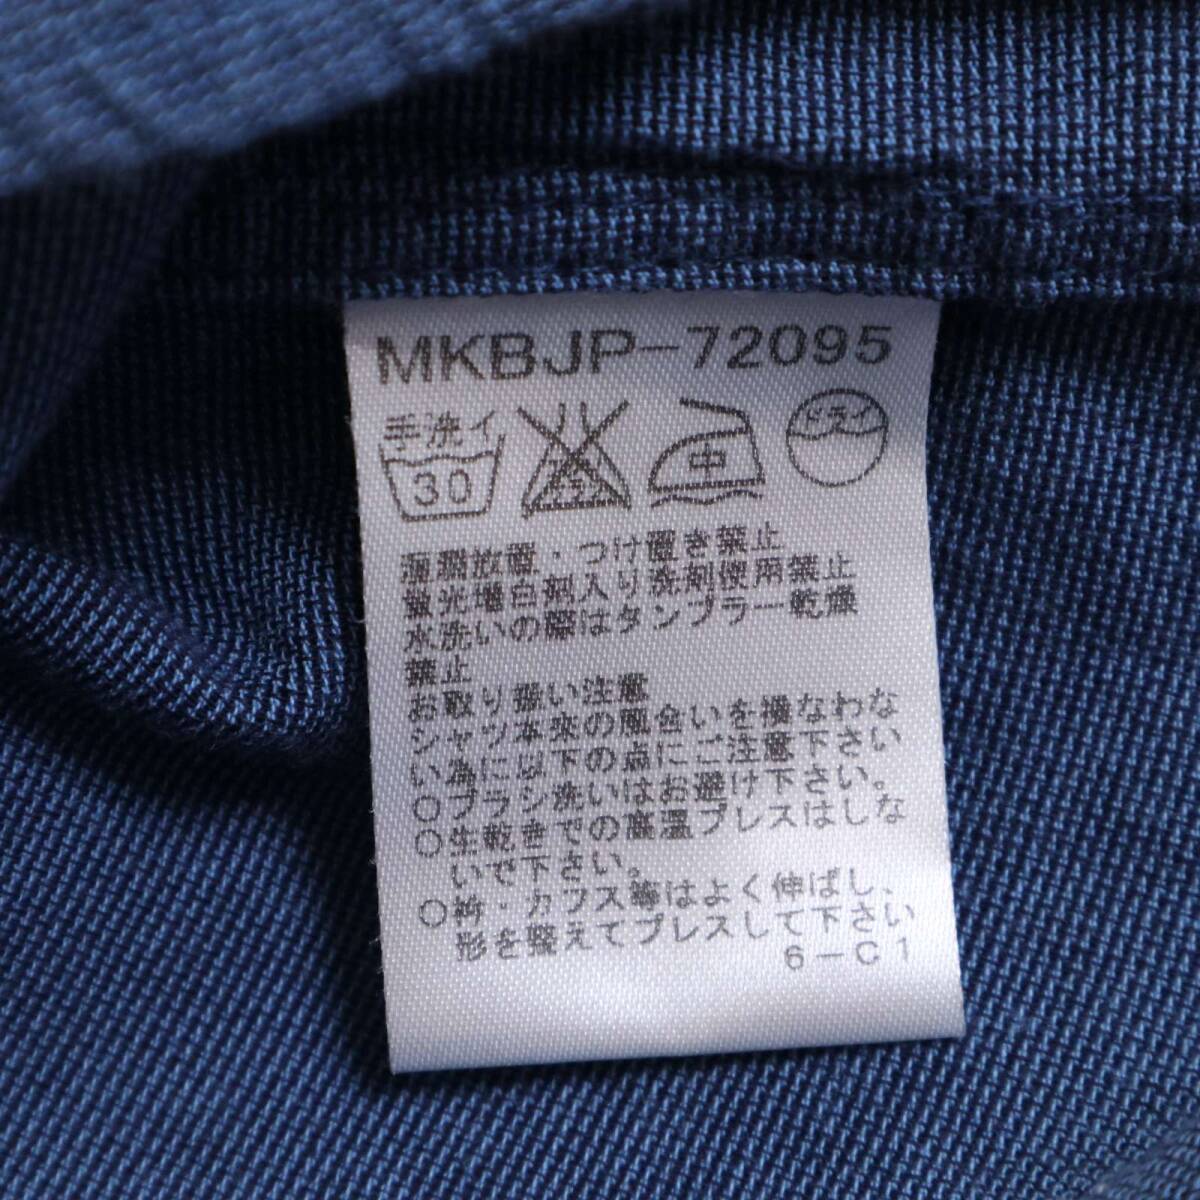 MKBJP-72095
手洗イ ドライ
30 中
湿潤放置・つけ置き禁止
蛍光増白剤入り洗剤使用禁止
水洗いの際はタンブラー乾燥
禁止
お取り扱い注意
シャツ本来の風合いを損なわな
い為に以下の点にご注意下さい
○ブラシ洗いはお避け下さい。
○生乾きでの高温プレスはしな
いで下さい。
○衿・カフス等はよく伸ばし、
形を整えてプレスして下さい
6-C1